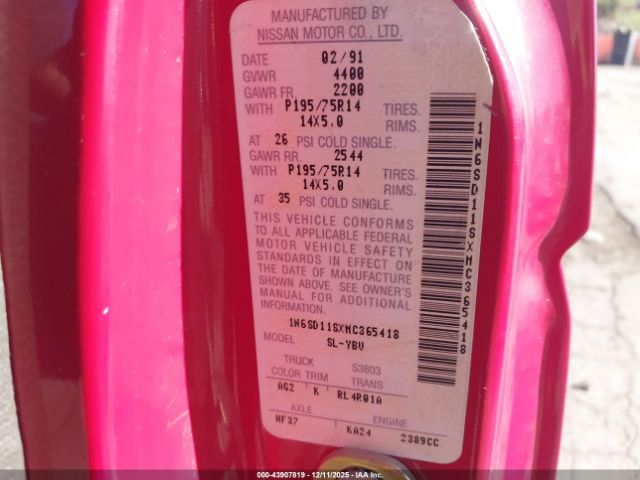 MANUFACTURED BY
NISSAN MOTOR CO., LTD.
DATE 02/91
GVWR 4400
GAWR FR. 2200
WITH P195/75R14 TIRES.
14X5.0 RIMS.
AT 26 PSI COLD SINGLE.
GAWR RR. 2544
WITH P195/75R14 TIRES.
14X5.0 RIMS.
AT 35 PSI COLD SINGLE.
THIS VEHICLE CONFORMS
TO ALL APPLICABLE FEDERAL
MOTOR VEHICLE SAFETY
STANDARDS IN EFFECT ON
THE DATE OF MANUFACTURE
SHOWN ABOVE. SEE OWNER'S
MANUAL FOR ADDITIONAL
INFORMATION.
1N6SD11SXMC365418
MODEL SL-YBV
TRUCK S3803
COLOR TRIM TRANS
AG2 K RL4R01A
AXLE ENGINE
HF37 KA24 2389CC
1N6SD11SXMC365418
000-43907819 - 12/11/2025 - IAAI.COM